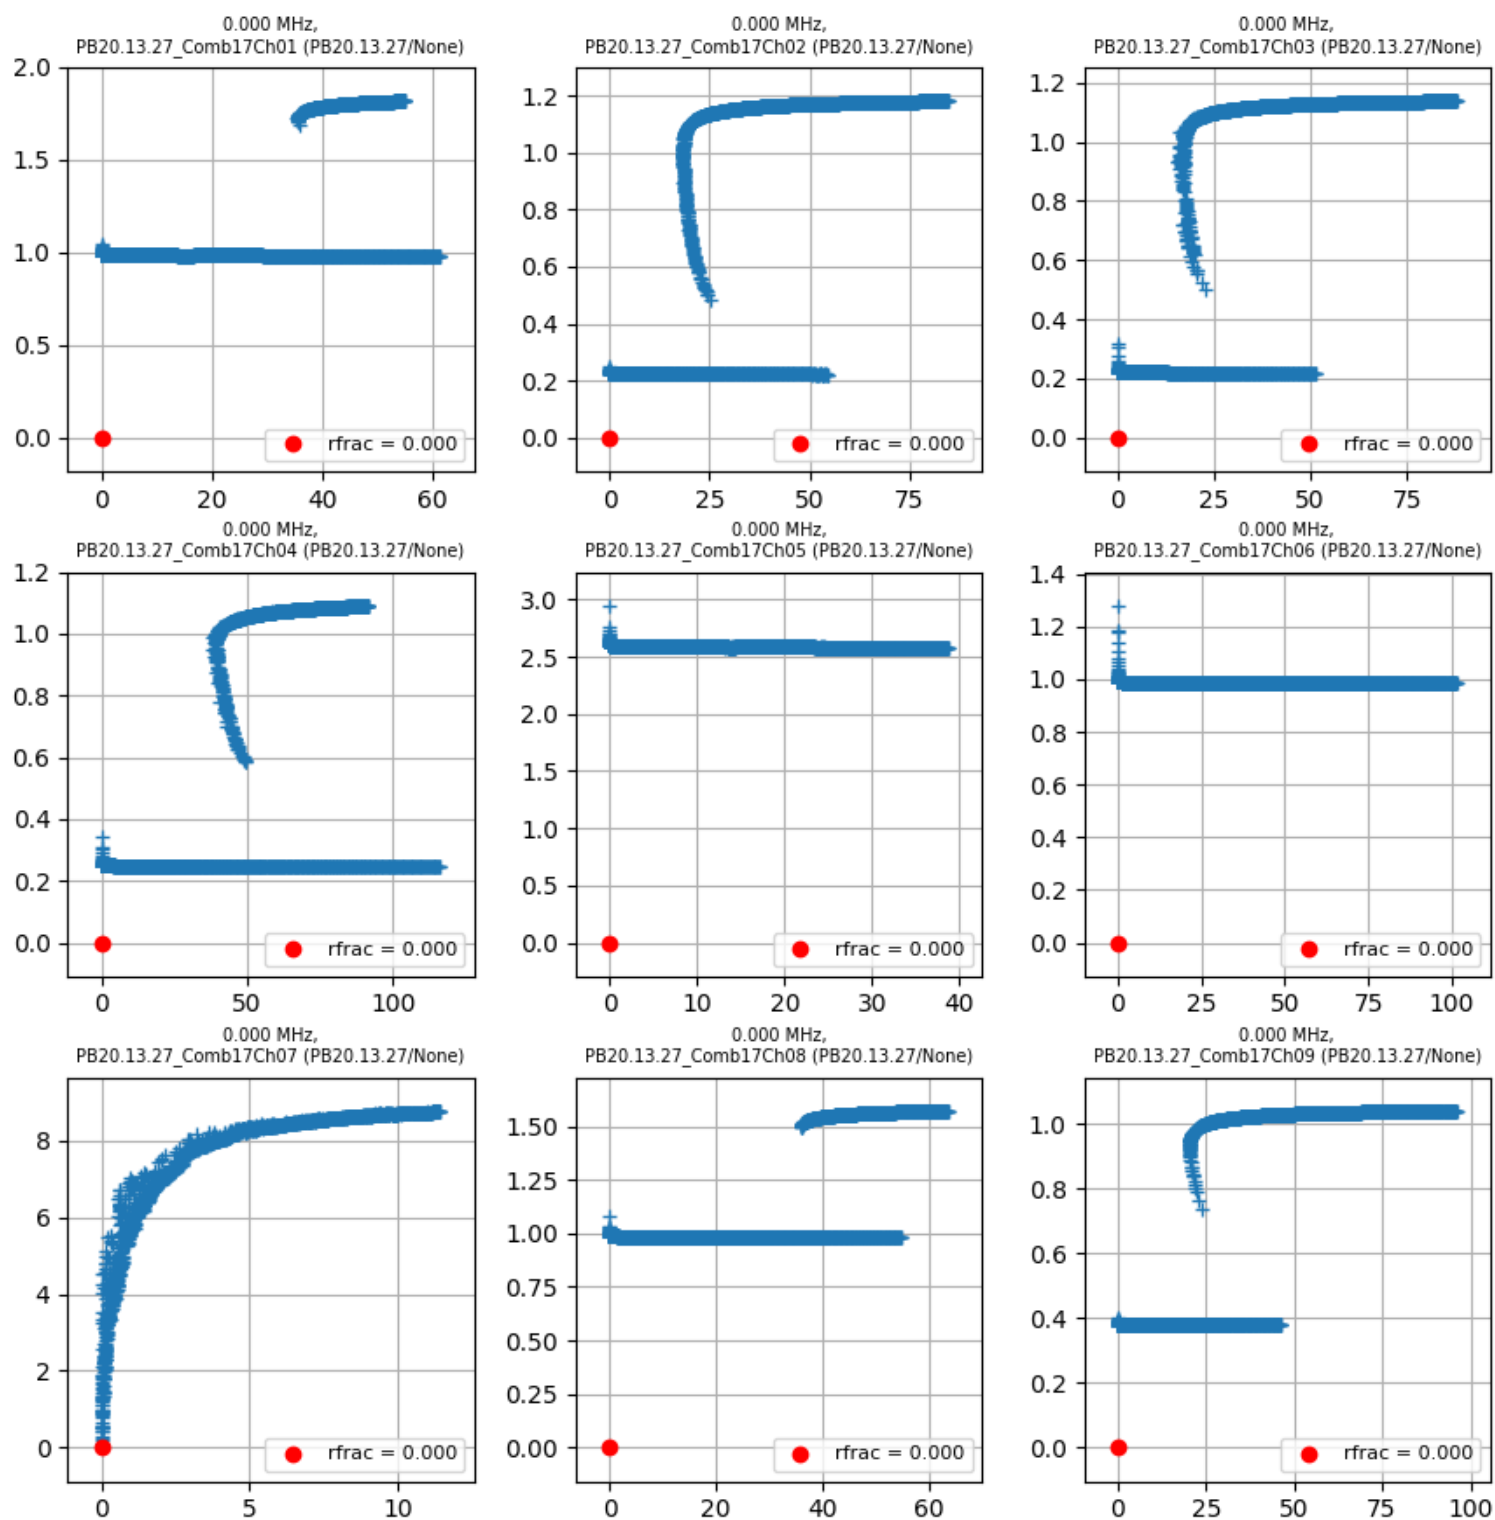 0.000 MHz,
PB20.13.27_Comb17Ch01 (PB20.13.27/None)
2.0
1.5
1.0
0.5
0.0
rfrac = 0.000
0 20 40 60
0.000 MHz,
PB20.13.27_Comb17Ch02 (PB20.13.27/None)
1.2
1.0
0.8
0.6
0.4
0.2
0.0
rfrac = 0.000
0 25 50 75
0.000 MHz,
PB20.13.27_Comb17Ch03 (PB20.13.27/None)
1.2
1.0
0.8
0.6
0.4
0.2
0.0
rfrac = 0.000
0 25 50 75
0.000 MHz,
PB20.13.27_Comb17Ch04 (PB20.13.27/None)
1.2
1.0
0.8
0.6
0.4
0.2
0.0
rfrac = 0.000
0 50 100
0.000 MHz,
PB20.13.27_Comb17Ch05 (PB20.13.27/None)
3.0
2.5
2.0
1.5
1.0
0.5
0.0
rfrac = 0.000
0 10 20 30 40
0.000 MHz,
PB20.13.27_Comb17Ch06 (PB20.13.27/None)
1.4
1.2
1.0
0.8
0.6
0.4
0.2
0.0
rfrac = 0.000
0 25 50 75 100
0.000 MHz,
PB20.13.27_Comb17Ch07 (PB20.13.27/None)
8
6
4
2
0
rfrac = 0.000
0 5 10
0.000 MHz,
PB20.13.27_Comb17Ch08 (PB20.13.27/None)
1.50
1.25
1.00
0.75
0.50
0.25
0.00
rfrac = 0.000
0 20 40 60
0.000 MHz,
PB20.13.27_Comb17Ch09 (PB20.13.27/None)
1.0
0.8
0.6
0.4
0.2
0.0
rfrac = 0.000
0 25 50 75 100